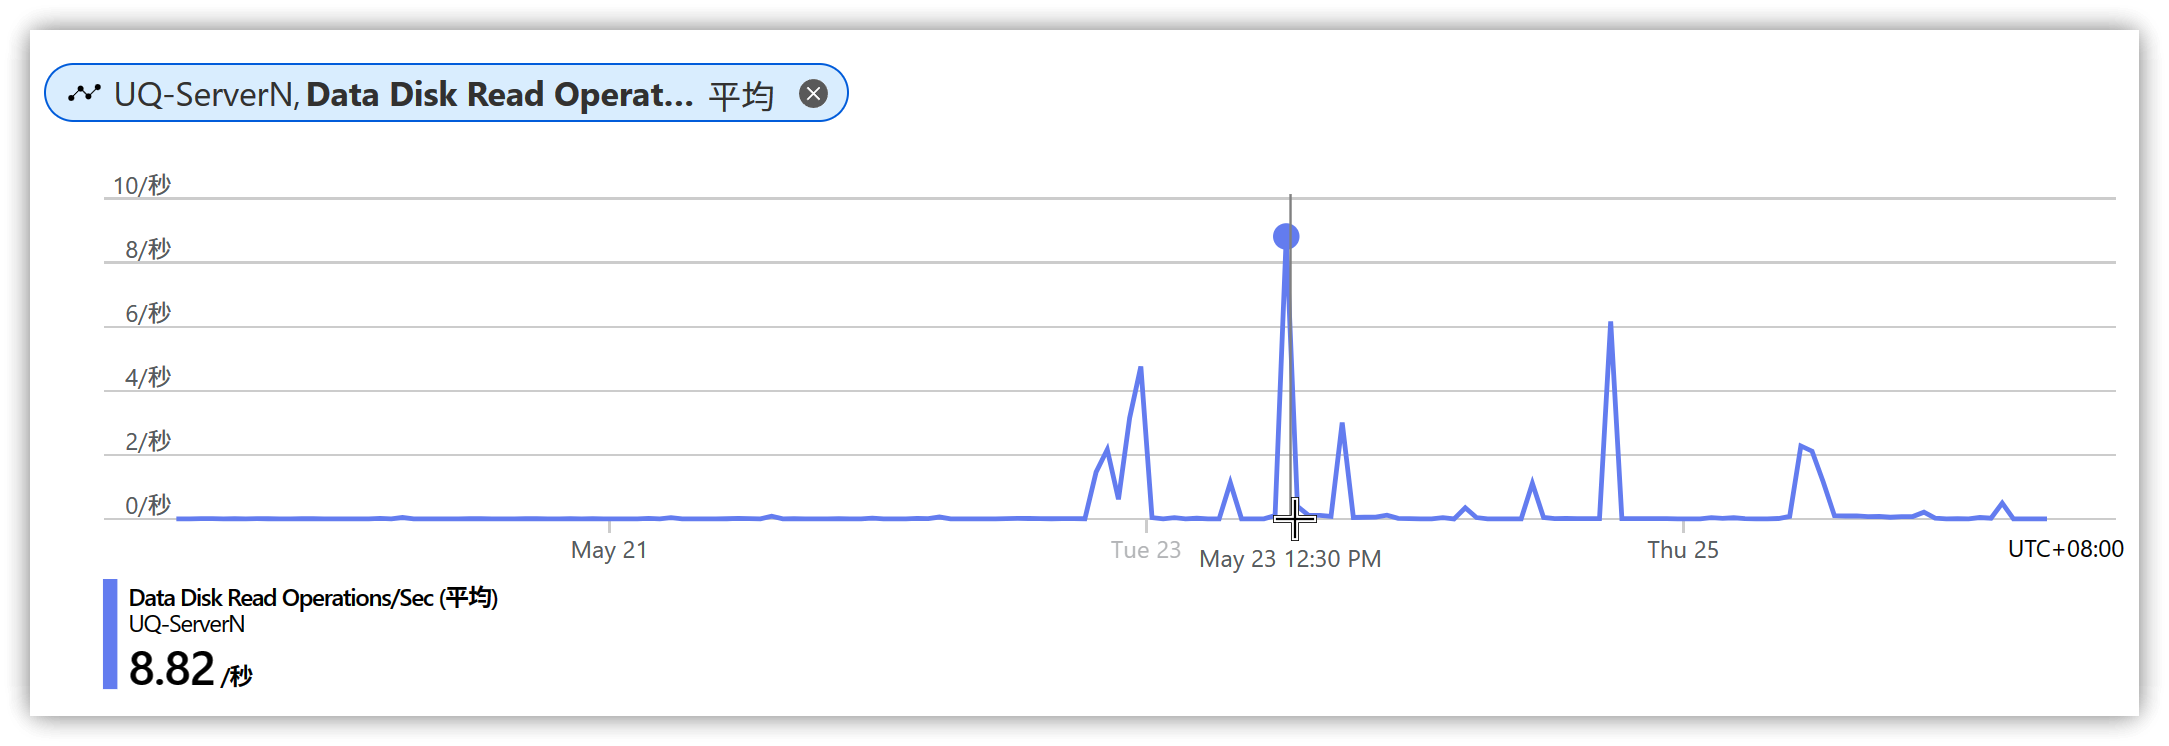 UQ-ServerN, Data Disk Read Operat... 平均
10/秒
8/秒
6/秒
4/秒
2/秒
0/秒
May 21
Tue 23
May 23 12:30 PM
Thu 25
UTC+08:00
Data Disk Read Operations/Sec (平均)
UQ-ServerN
8.82 /秒